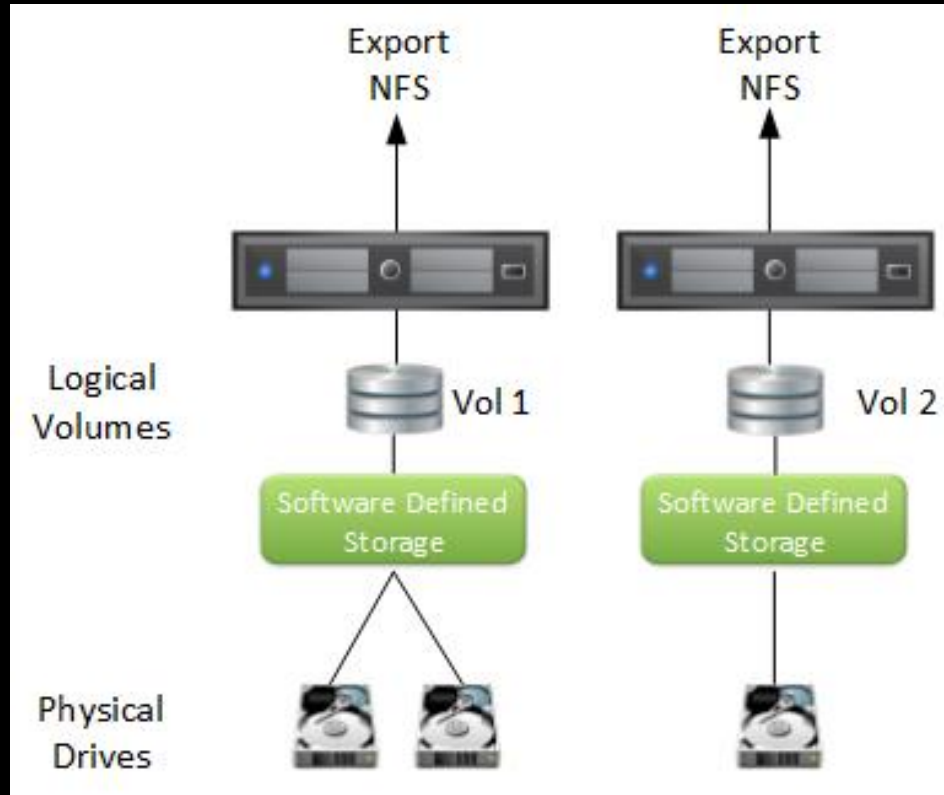 Export
NFS
Export
NFS
Logical
Volumes
Vol 1
Vol 2
Software Defined
Storage
Software Defined
Storage
Physical
Drives